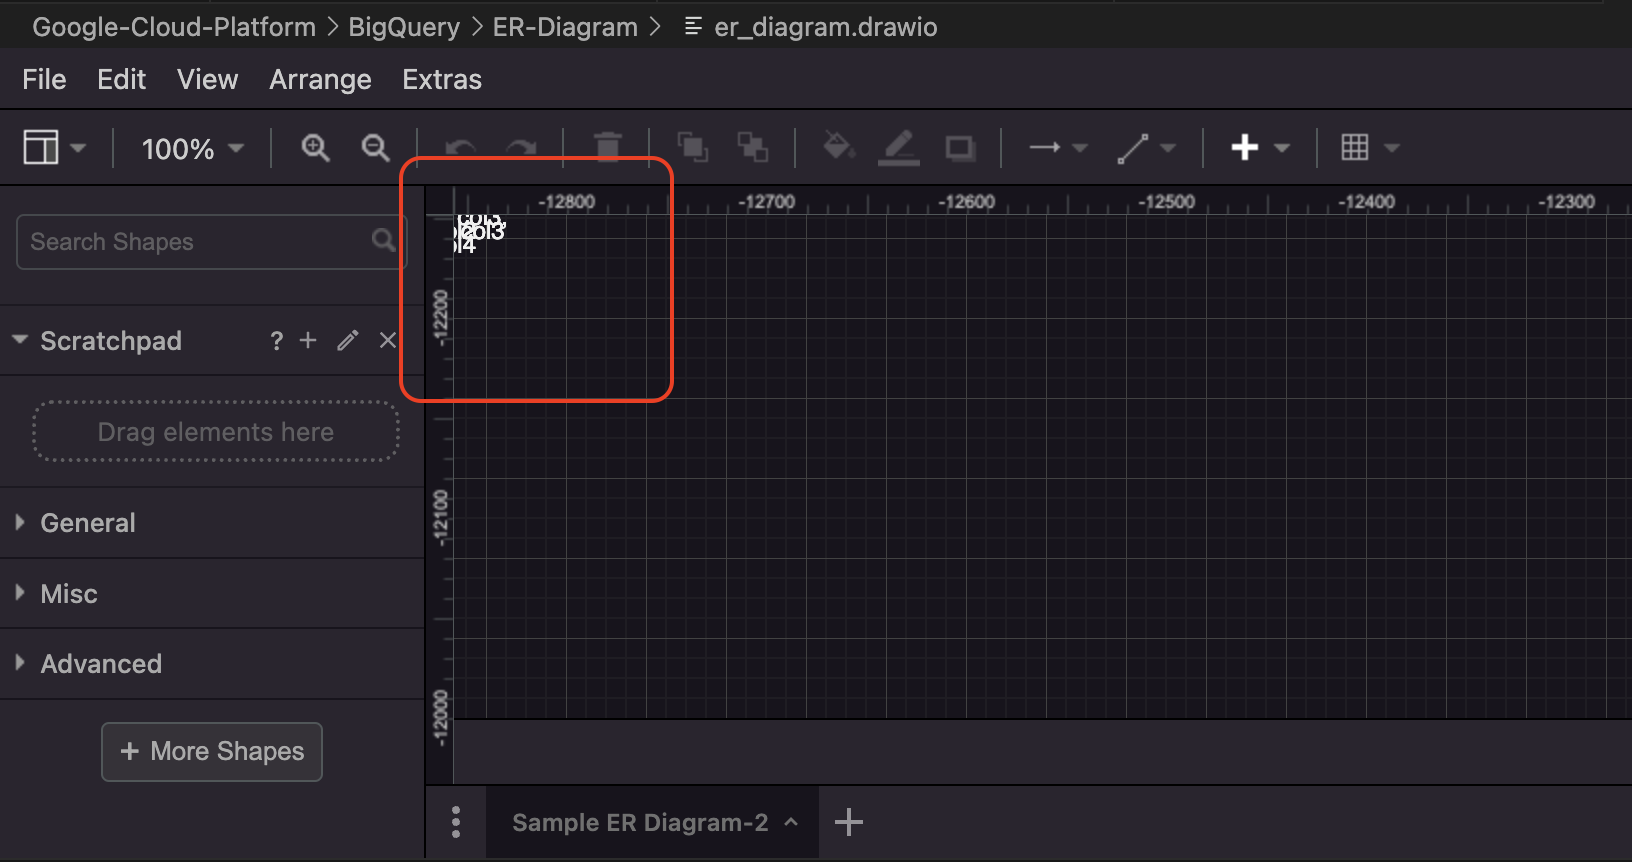 Google-Cloud-Platform > BigQuery > ER-Diagram > er_diagram.drawio
File Edit View Arrange Extras
100%
-12800 -12700 -12600 -12500 -12400 -12300
Search Shapes
col3,
col3
ol4
-12200
Scratchpad ? + ×
Drag elements here
-12100
General
Misc
Advanced
-12000
+ More Shapes
Sample ER Diagram-2